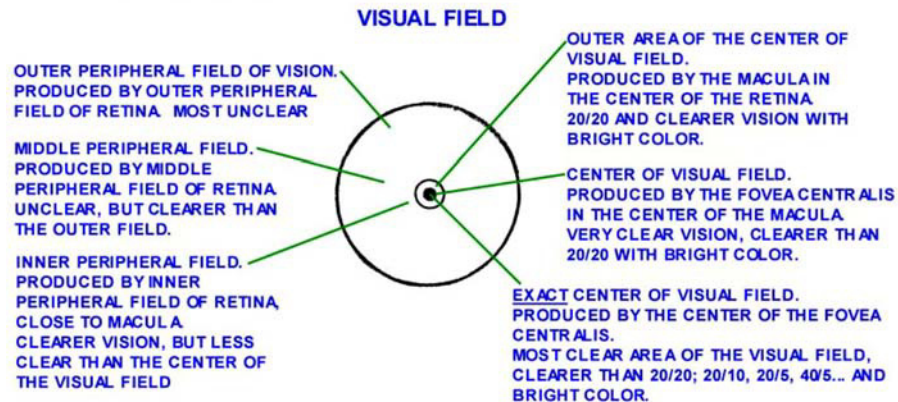 VISUAL FIELD
OUTER PERIPHERAL FIELD OF VISION.
PRODUCED BY OUTER PERIPHERAL
FIELD OF RETINA. MOST UNCLEAR
MIDDLE PERIPHERAL FIELD.
PRODUCED BY MIDDLE
PERIPHERAL FIELD OF RETINA.
UNCLEAR, BUT CLEARER THAN
THE OUTER FIELD.
INNER PERIPHERAL FIELD.
PRODUCED BY INNER
PERIPHERAL FIELD OF RETINA,
CLOSE TO MACULA.
CLEARER VISION, BUT LESS
CLEAR THAN THE CENTER OF
THE VISUAL FIELD
OUTER AREA OF THE CENTER OF
VISUAL FIELD.
PRODUCED BY THE MACULA IN
THE CENTER OF THE RETINA.
20/20 AND CLEARER VISION WITH
BRIGHT COLOR.
CENTER OF VISUAL FIELD.
PRODUCED BY THE FOVEA CENTRALIS
IN THE CENTER OF THE MACULA.
VERY CLEAR VISION, CLEARER THAN
20/20 WITH BRIGHT COLOR.
EXACT CENTER OF VISUAL FIELD.
PRODUCED BY THE CENTER OF THE FOVEA
CENTRALIS.
MOST CLEAR AREA OF THE VISUAL FIELD,
CLEARER THAN 20/20; 20/10, 20/5, 40/5... AND
BRIGHT COLOR.